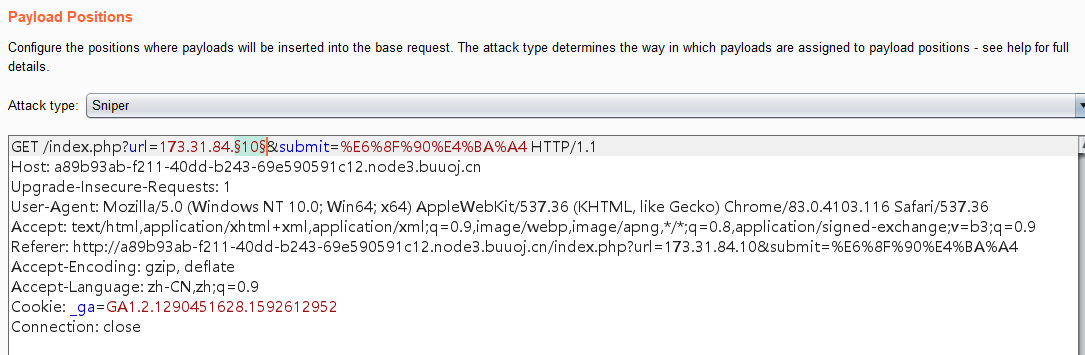 Payload Positions
Configure the positions where payloads will be inserted into the base request. The attack type determines the way in which payloads are assigned to payload positions - see help for full
details.
Attack type: Sniper
GET /index.php?url=173.31.84.§10§&submit=%E6%8F%90%E4%BA%A4 HTTP/1.1
Host: a89b93ab-f211-40dd-b243-69e590591c12.node3.buuoj.cn
Upgrade-Insecure-Requests: 1
User-Agent: Mozilla/5.0 (Windows NT 10.0; Win64; x64) AppleWebKit/537.36 (KHTML, like Gecko) Chrome/83.0.4103.116 Safari/537.36
Accept: text/html,application/xhtml+xml,application/xml;q=0.9,image/webp,image/apng,*/*;q=0.8,application/signed-exchange;v=b3;q=0.9
Referer: http://a89b93ab-f211-40dd-b243-69e590591c12.node3.buuoj.cn/index.php?url=173.31.84.10&submit=%E6%8F%90%E4%BA%A4
Accept-Encoding: gzip, deflate
Accept-Language: zh-CN,zh;q=0.9
Cookie: _ga=GA1.2.1290451628.1592612952
Connection: close